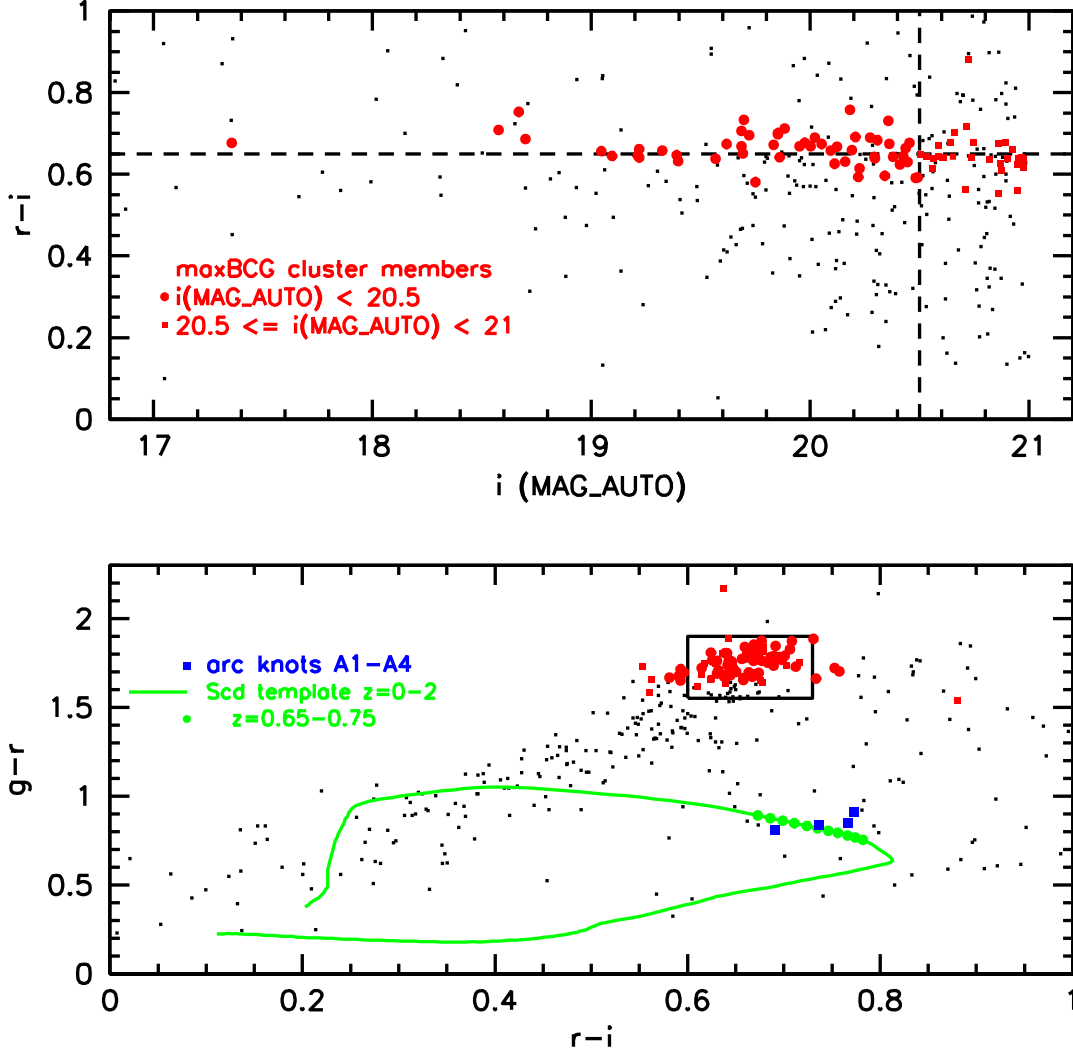 1
0.8
0.6
0.4
0.2
0
r-i
maxBCG cluster members
i(MAG_AUTO) < 20.5
20.5 <= i(MAG_AUTO) < 21
17 18 19 20 21
i (MAG_AUTO)
2
1.5
1
0.5
0
g-r
arc knots A1-A4
Scd template z=0-2
z=0.65-0.75
0 0.2 0.4 0.6 0.8 1
r-i